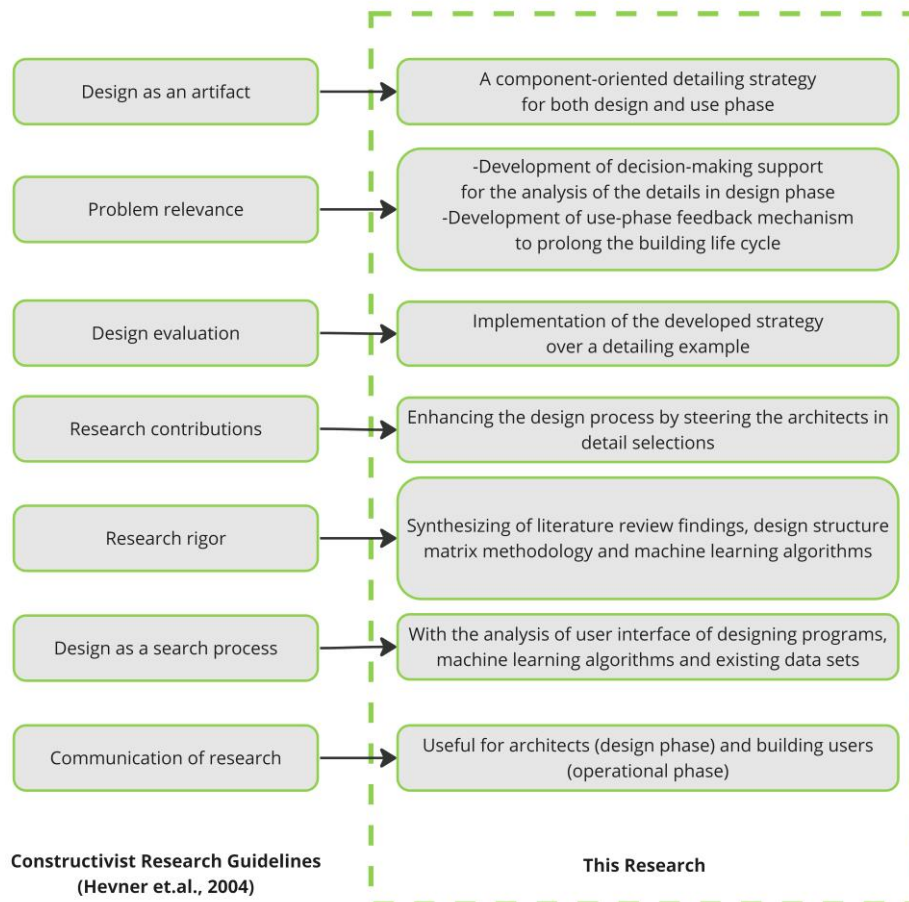 Design as an artifact
A component-oriented detailing strategy
for both design and use phase
Problem relevance
-Development of decision-making support
for the analysis of the details in design phase
-Development of use-phase feedback mechanism
to prolong the building life cycle
Design evaluation
Implementation of the developed strategy
over a detailing example
Research contributions
Enhancing the design process by steering the architects in
detail selections
Research rigor
Synthesizing of literature review findings, design structure
matrix methodology and machine learning algorithms
Design as a search process
With the analysis of user interface of designing programs,
machine learning algorithms and existing data sets
Communication of research
Useful for architects (design phase) and building users
(operational phase)
Constructivist Research Guidelines
(Hevner et.al., 2004)
This Research